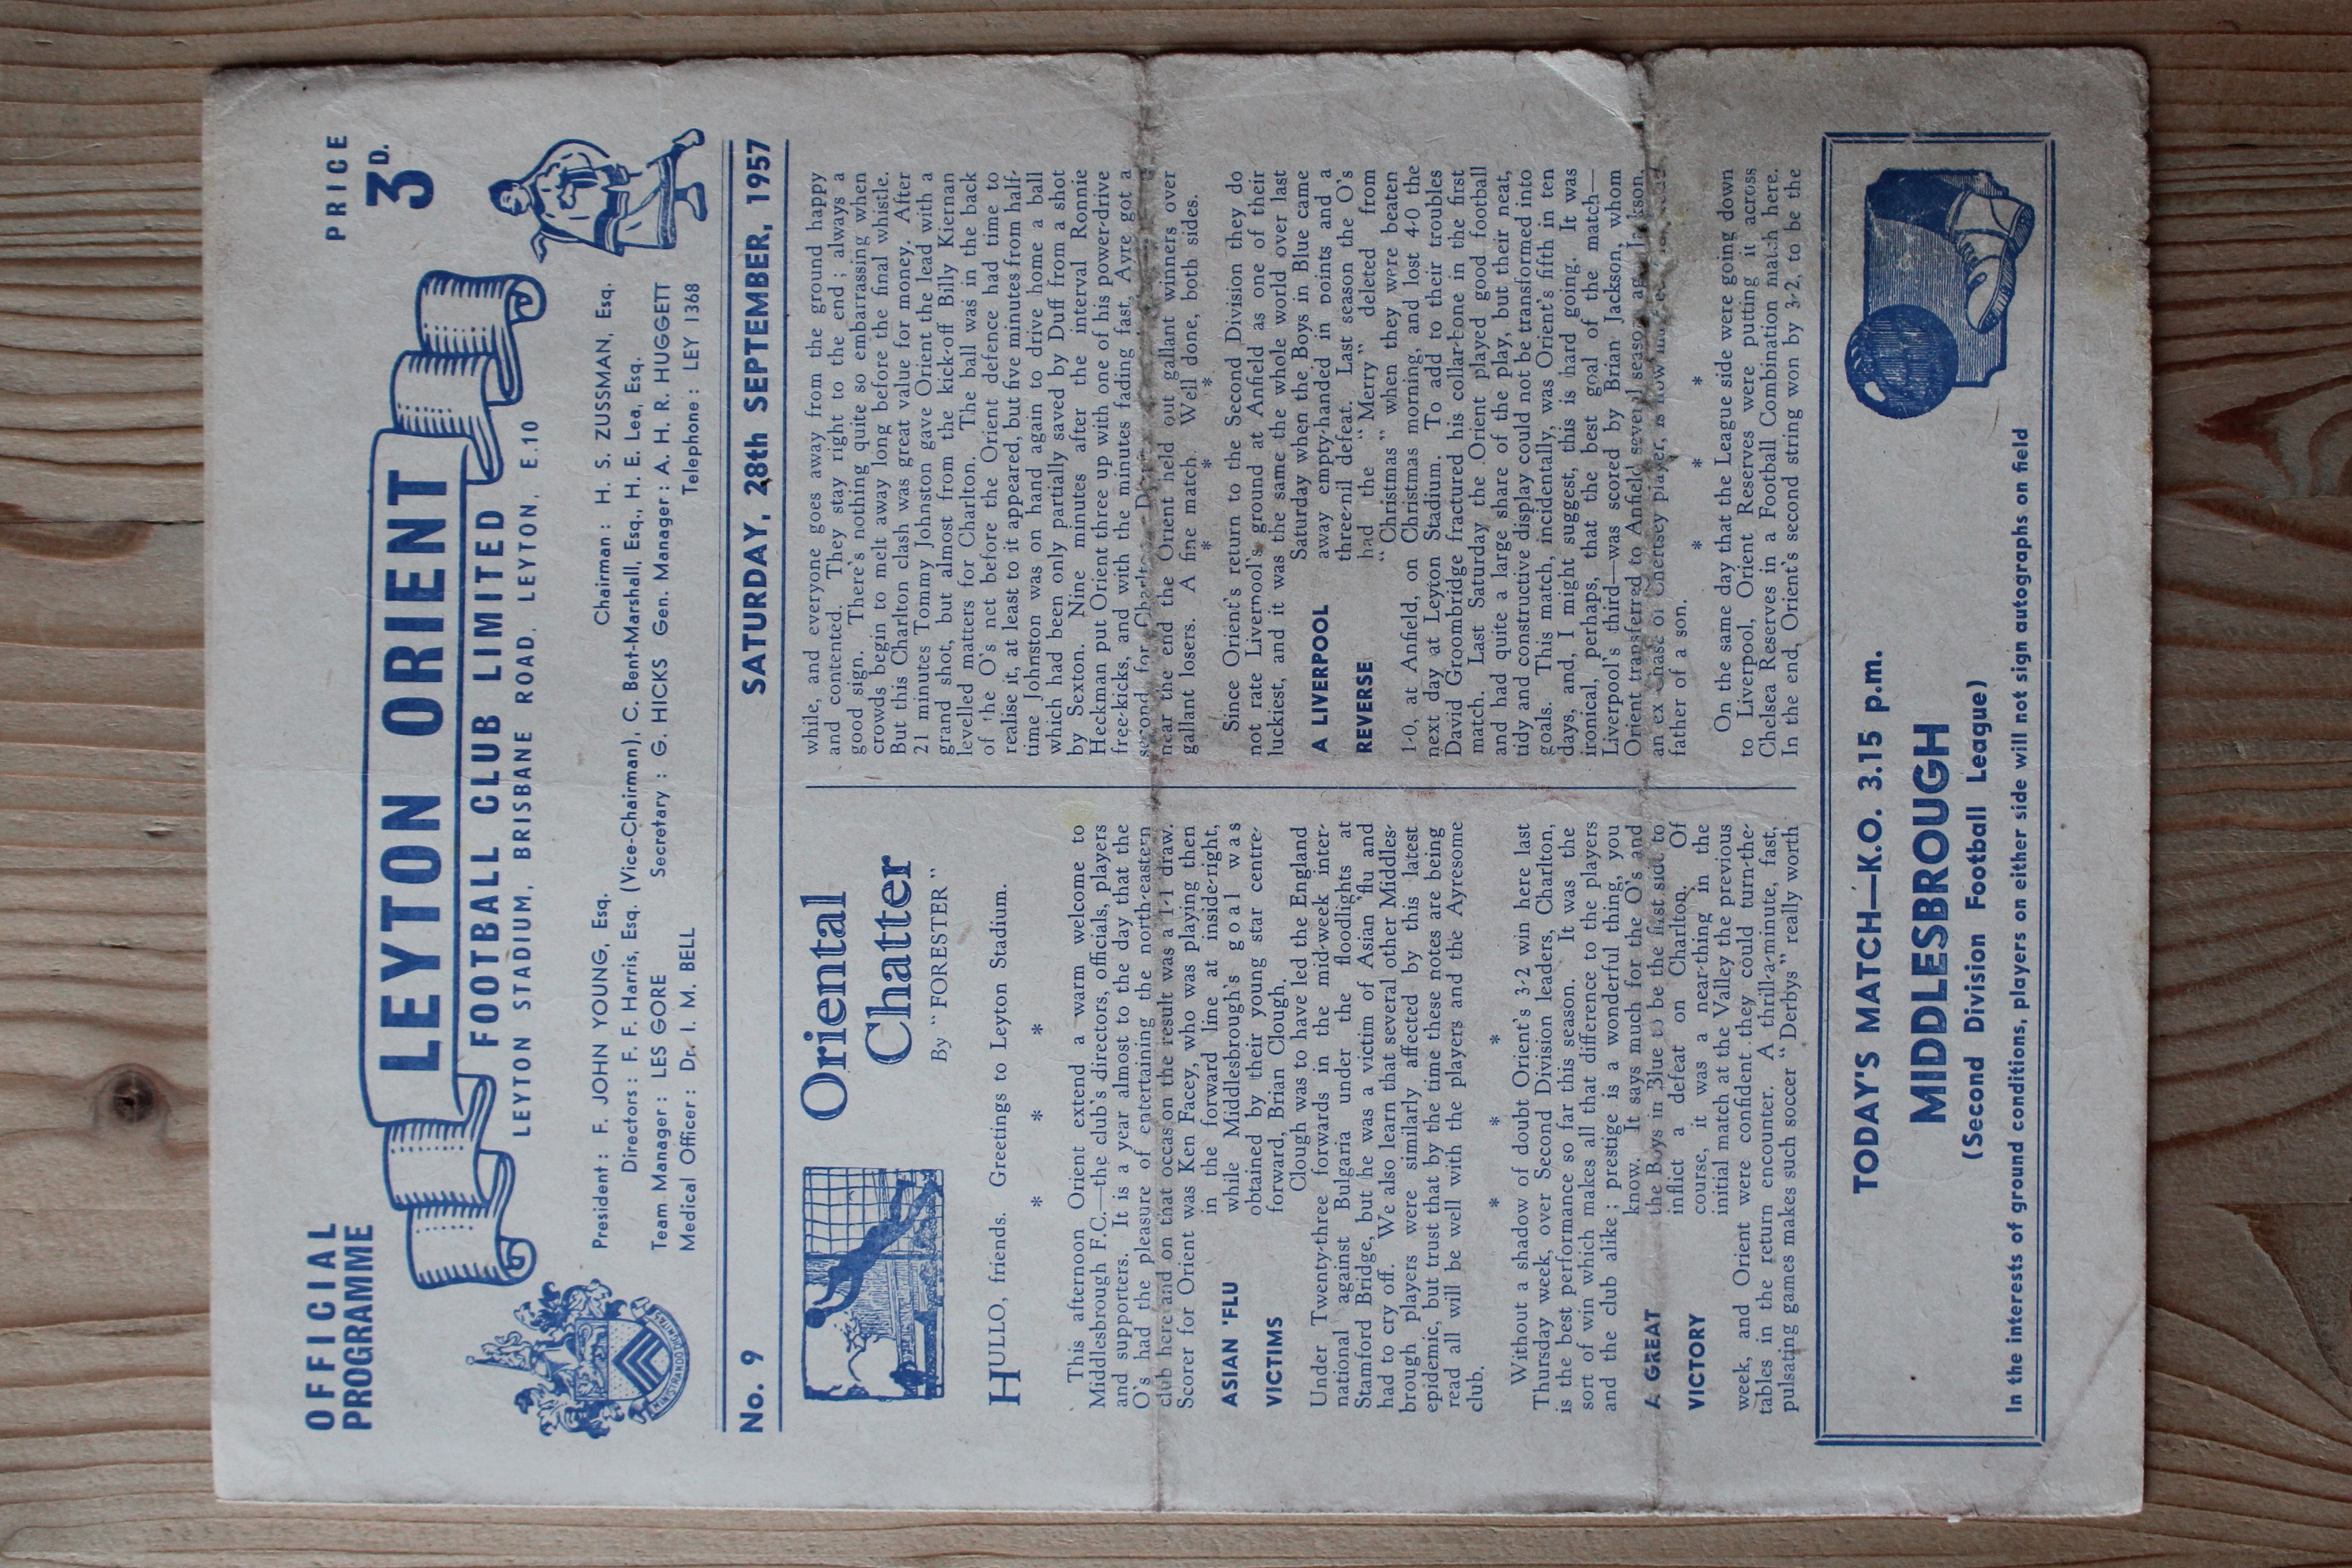 OFFICIAL
PROGRAMME
PRICE
3D.
LEYTON ORIENT
FOOTBALL CLUB LIMITED
LEYTON STADIUM, BRISBANE ROAD, LEYTON, E.10
MINISTRANDO DIGNITAS
President : F. JOHN YOUNG, Esq. Chairman : H. S. ZUSSMAN, Esq.
Directors : F. F. Harris, Esq. (Vice-Chairman), C. Bent-Marshall, Esq., H. E. Lea, Esq.
Team Manager : LES GORE Secretary : G. HICKS Gen. Manager : A. H. R. HUGGETT
Medical Officer : Dr. I. M. BELL Telephone : LEY 1368
No. 9 SATURDAY, 28th SEPTEMBER, 1957
Oriental
Chatter
By "FORESTER"
HULLO, friends. Greetings to Leyton Stadium.
* * *
This afternoon Orient extend a warm welcome to
Middlesbrough F.C.—the club's directors, officials, players
and supporters. It is a year almost to the day that the
O's had the pleasure of entertaining the north-eastern
club here and on that occasion the result was a 1-1 draw.
Scorer for Orient was Ken Facey, who was playing then
ASIAN 'FLU
VICTIMS
in the forward line at inside-right,
while Middlesbrough's goal was
obtained by their young star centre-
forward, Brian Clough.
Clough was to have led the England
Under Twenty-three forwards in the mid-week inter-
national against Bulgaria under the floodlights at
Stamford Bridge, but he was a victim of Asian 'flu and
had to cry off. We also learn that several other Middles-
brough players were similarly affected by this latest
epidemic, but trust that by the time these notes are being
read all will be well with the players and the Ayresome
club.
* * *
Without a shadow of doubt Orient's 3-2 win here last
Thursday week, over Second Division leaders, Charlton,
is the best performance so far this season. It was the
sort of win which makes all that difference to the players
and the club alike ; prestige is a wonderful thing, you
A GREAT
VICTORY
know. It says much for the O's and
the Boys in Blue to be the first side to
inflict a defeat on Charlton. Of
course, it was a near-thing in the
initial match at the Valley the previous
week, and Orient were confident they could turn-the-
tables in the return encounter. A thrill-a-minute, fast,
pulsating games makes such soccer "Derbys" really worth
while, and everyone goes away from the ground happy
and contented. They stay right to the end ; always a
good sign. There's nothing quite so embarrassing when
crowds begin to melt away long before the final whistle.
But this Charlton clash was great value for money. After
21 minutes Tommy Johnston gave Orient the lead with a
grand shot, but almost from the kick-off Billy Kiernan
levelled matters for Charlton. The ball was in the back
of the O's net before the Orient defence had time to
realise it, at least to it appeared, but five minutes from half-
time Johnston was on hand again to drive home a ball
which had been only partially saved by Duff from a shot
by Sexton. Nine minutes after the interval Ronnie
Heckman put Orient three up with one of his power-drive
free-kicks, and with the minutes fading fast, Ayre got a
second for Charlton.
near the end the Orient held out gallant winners over
gallant losers. A fine match. Well done, both sides.
* * *
Since Orient's return to the Second Division they do
not rate Liverpool's ground at Anfield as one of their
luckiest, and it was the same the whole world over last
A LIVERPOOL
REVERSE
Saturday when the Boys in Blue came
away empty-handed in points and a
three-nil defeat. Last season the O's
had the "Merry" deleted from
"Christmas" when they were beaten
1-0, at Anfield, on Christmas morning, and lost 4-0 the
next day at Leyton Stadium. To add to their troubles
David Groombridge fractured his collar-bone in the first
match. Last Saturday the Orient played good football
and had quite a large share of the play, but their neat,
tidy and constructive display could not be transformed into
goals. This match, incidentally, was Orient's fifth in ten
days, and, I might suggest, this is hard going. It was
ironical, perhaps, that the best goal of the match—
Liverpool's third—was scored by Brian Jackson, whom
Orient transferred to Anfield several seasons ago. Jackson,
an ex Chase of Chertsey player, is now
father of a son.
* * *
On the same day that the League side were going down
to Liverpool, Orient Reserves were putting it across
Chelsea Reserves in a Football Combination match here.
In the end, Orient's second string won by 3-2, to be the
TODAY'S MATCH—K.O. 3.15 p.m.
MIDDLESBROUGH
(Second Division Football League)
In the interests of ground conditions, players on either side will not sign autographs on field